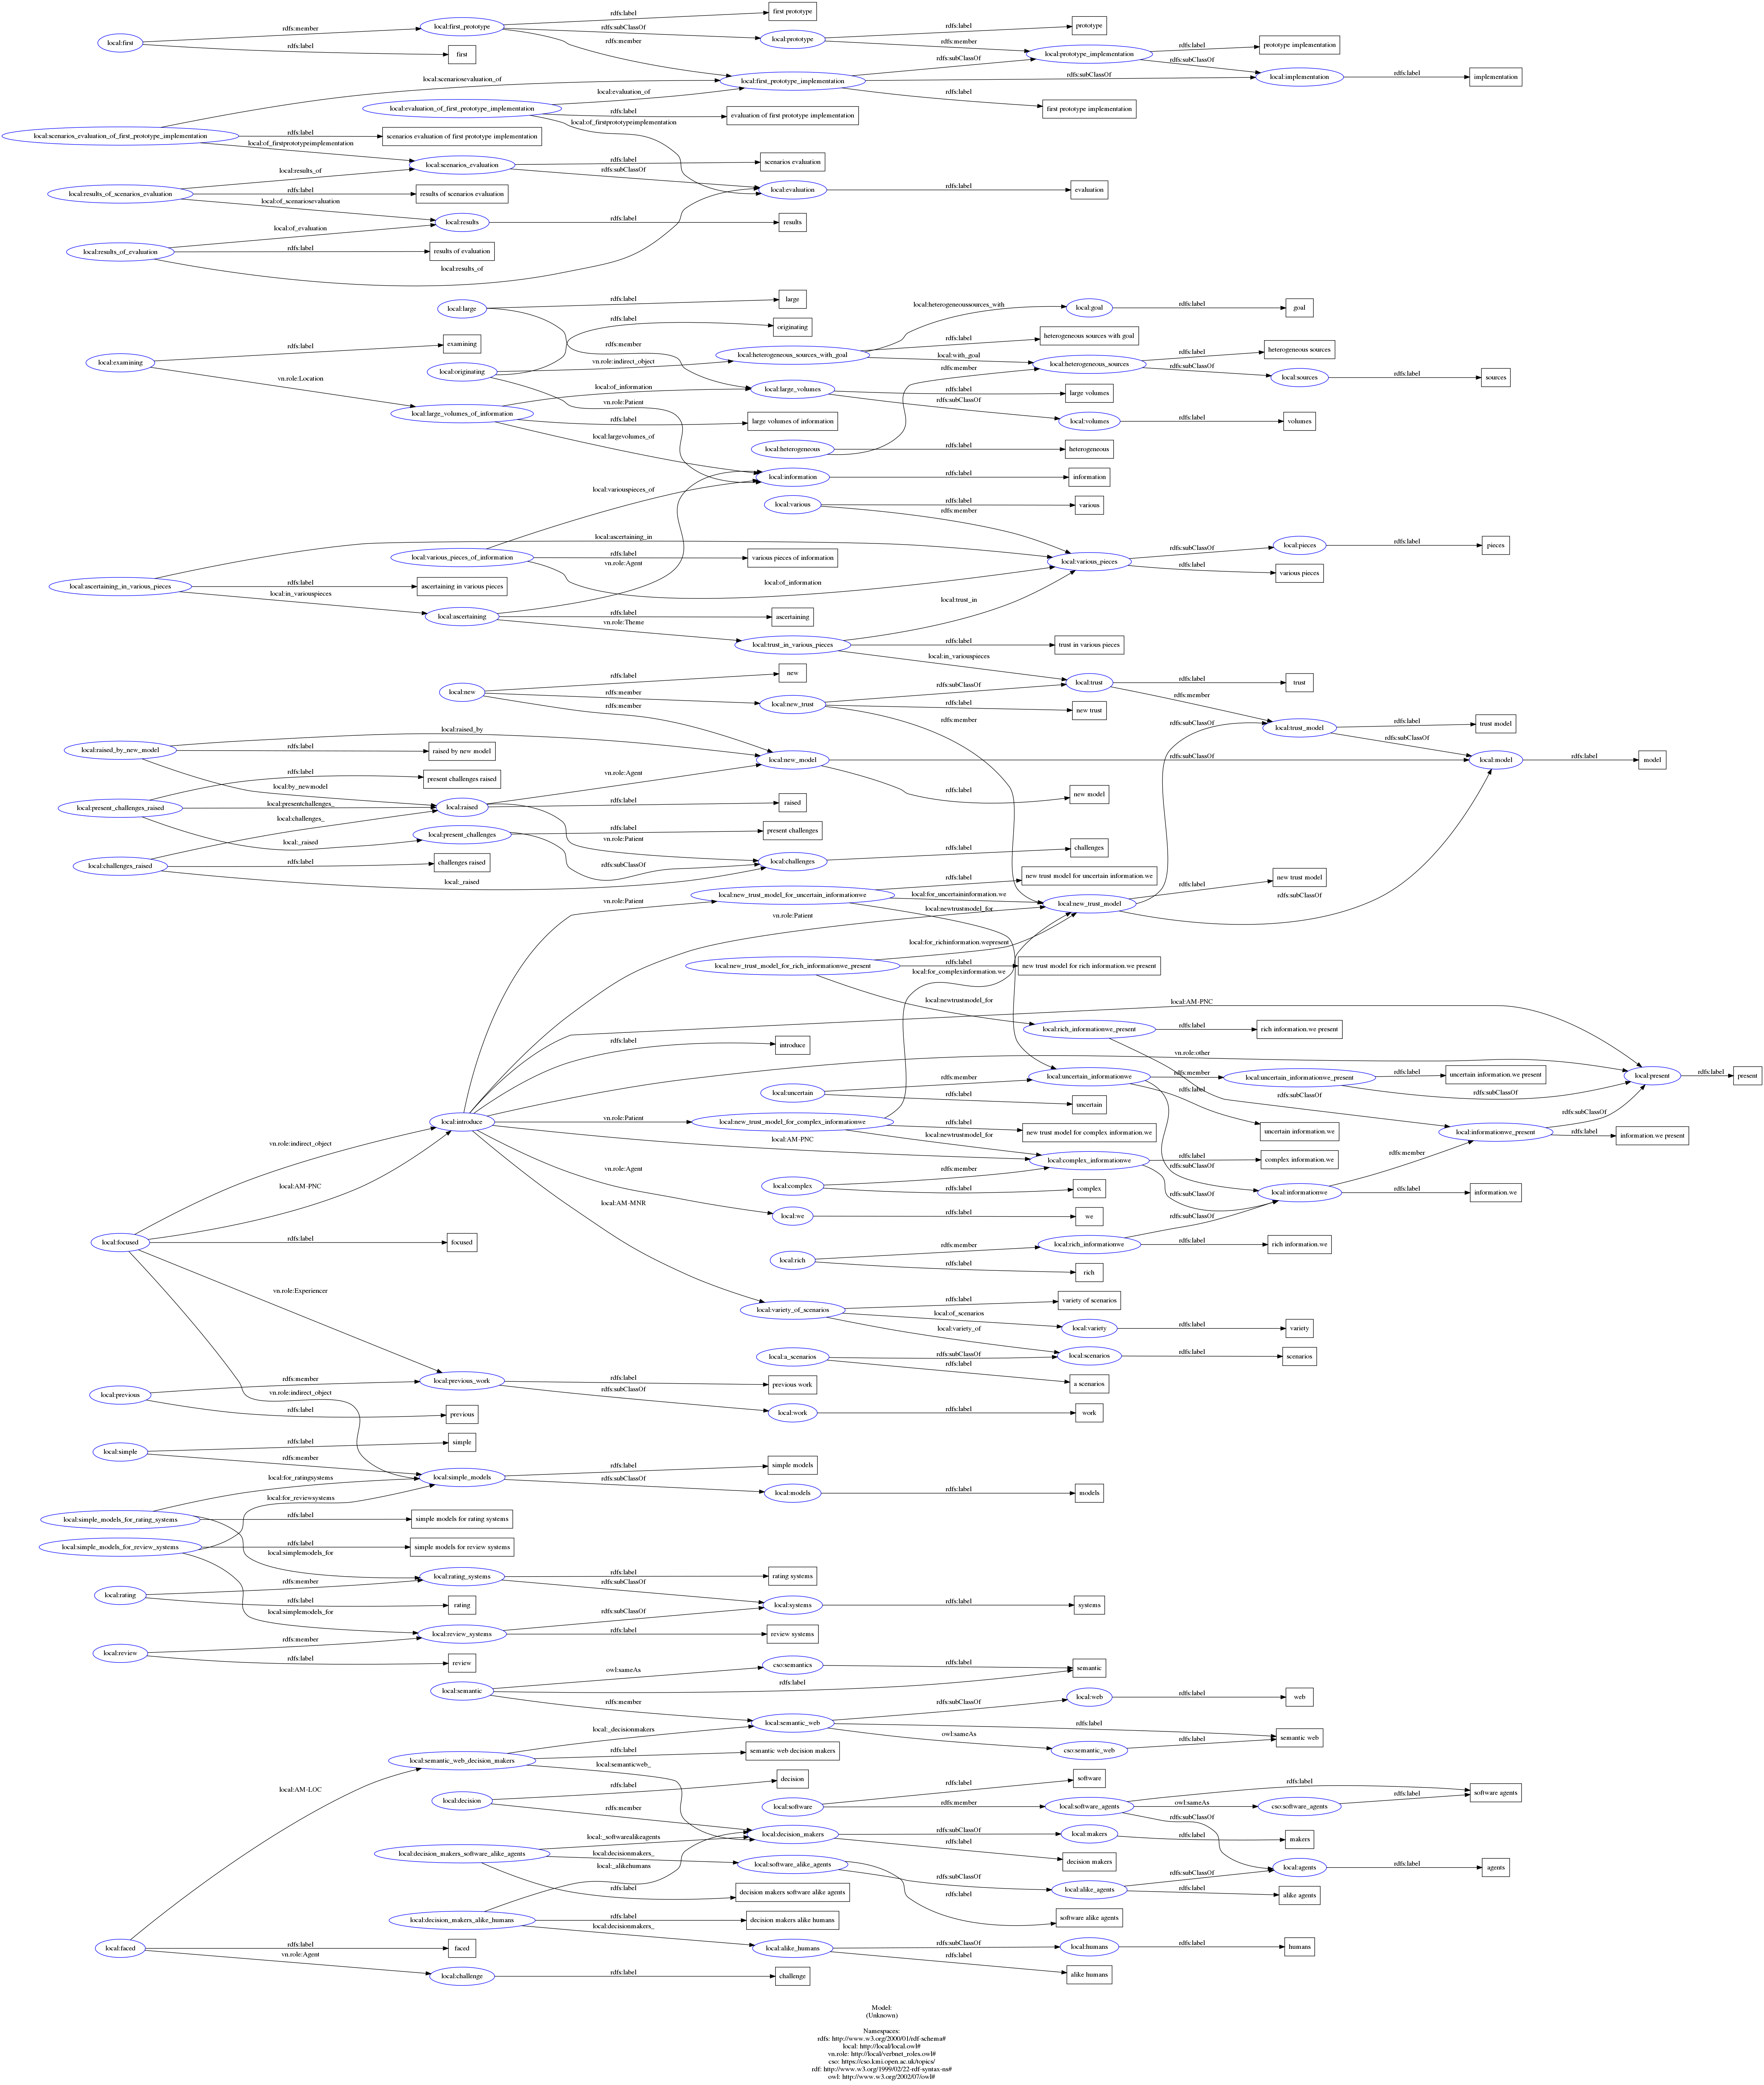 rdfs:label
first prototype
local:first_prototype
rdfs:member
rdfs:subClassOf
rdfs:label
prototype
local:first
local:prototype
rdfs:member
rdfs:label
prototype implementation
rdfs:label
first
rdfs:member
local:prototype_implementation
rdfs:subClassOf
local:scenariosevaluation_of
local:first_prototype_implementation
rdfs:subClassOf
rdfs:subClassOf
local:implementation
rdfs:label
implementation
local:evaluation_of
local:evaluation_of_first_prototype_implementation
rdfs:label
first prototype implementation
rdfs:label
evaluation of first prototype implementation
local:of_firstprototypeimplementation
local:scenarios_evaluation_of_first_prototype_implementation
rdfs:label
scenarios evaluation of first prototype implementation
local:of_firstprototypeimplementation
local:scenarios_evaluation
rdfs:label
scenarios evaluation
local:results_of
rdfs:subClassOf
local:results_of_scenarios_evaluation
rdfs:label
results of scenarios evaluation
local:evaluation
rdfs:label
evaluation
local:of_scenariosevaluation
local:results
rdfs:label
results
local:of_evaluation
local:results_of_evaluation
rdfs:label
results of evaluation
local:results_of
local:large
rdfs:label
large
local:heterogeneoussources_with
local:goal
rdfs:label
goal
rdfs:label
originating
rdfs:label
examining
rdfs:member
rdfs:label
heterogeneous sources with goal
local:examining
local:heterogeneous_sources_with_goal
local:with_goal
rdfs:label
heterogeneous sources
vn.role:indirect_object
local:originating
rdfs:member
local:heterogeneous_sources
rdfs:subClassOf
local:sources
rdfs:label
sources
vn.role:Location
local:of_information
local:large_volumes
rdfs:label
large volumes
vn.role:Patient
rdfs:subClassOf
local:large_volumes_of_information
rdfs:label
large volumes of information
local:volumes
rdfs:label
volumes
local:largevolumes_of
local:heterogeneous
rdfs:label
heterogeneous
local:information
rdfs:label
information
local:variouspieces_of
local:various
rdfs:label
various
rdfs:member
local:ascertaining_in
local:various_pieces_of_information
rdfs:label
various pieces of information
vn.role:Agent
local:various_pieces
rdfs:subClassOf
local:pieces
rdfs:label
pieces
rdfs:label
various pieces
local:ascertaining_in_various_pieces
rdfs:label
ascertaining in various pieces
local:of_information
local:in_variouspieces
local:ascertaining
rdfs:label
ascertaining
local:trust_in
vn.role:Theme
local:trust_in_various_pieces
rdfs:label
trust in various pieces
local:in_variouspieces
rdfs:label
new
local:trust
rdfs:label
trust
local:new
rdfs:member
rdfs:subClassOf
rdfs:member
local:new_trust
rdfs:label
new trust
rdfs:member
rdfs:member
rdfs:subClassOf
local:trust_model
rdfs:label
trust model
local:raised_by
rdfs:subClassOf
local:raised_by_new_model
rdfs:label
raised by new model
local:new_model
rdfs:subClassOf
local:model
rdfs:label
model
rdfs:label
present challenges raised
vn.role:Agent
local:by_newmodel
rdfs:label
new model
local:present_challenges_raised
local:presentchallenges_
local:raised
rdfs:label
raised
local:challenges_
local:_raised
local:present_challenges
rdfs:label
present challenges
vn.role:Patient
rdfs:label
challenges
local:challenges_raised
rdfs:label
challenges raised
rdfs:subClassOf
local:challenges
local:_raised
rdfs:label
new trust model for uncertain information.we
rdfs:label
new trust model
local:new_trust_model_for_uncertain_informationwe
local:for_uncertaininformation.we
vn.role:Patient
local:new_trust_model
rdfs:subClassOf
local:newtrustmodel_for
vn.role:Patient
local:for_richinformation.wepresent
local:new_trust_model_for_rich_informationwe_present
rdfs:label
new trust model for rich information.we present
local:for_complexinformation.we
local:newtrustmodel_for
local:AM-PNC
local:rich_informationwe_present
rdfs:label
rich information.we present
rdfs:label
introduce
vn.role:other
local:uncertain_informationwe
rdfs:member
local:uncertain_informationwe_present
rdfs:label
uncertain information.we present
local:present
rdfs:label
present
local:uncertain
rdfs:member
rdfs:label
rdfs:subClassOf
rdfs:subClassOf
rdfs:label
uncertain
local:introduce
vn.role:Patient
local:new_trust_model_for_complex_informationwe
rdfs:label
new trust model for complex information.we
uncertain information.we
rdfs:subClassOf
local:informationwe_present
rdfs:label
information.we present
vn.role:indirect_object
local:AM-PNC
local:newtrustmodel_for
local:complex_informationwe
rdfs:label
complex information.we
vn.role:Agent
rdfs:member
rdfs:subClassOf
rdfs:member
local:AM-PNC
local:complex
rdfs:label
complex
rdfs:subClassOf
local:informationwe
rdfs:label
information.we
local:AM-MNR
local:we
rdfs:label
we
rdfs:subClassOf
local:focused
rdfs:label
focused
local:rich
rdfs:member
local:rich_informationwe
rdfs:label
rich information.we
rdfs:label
rich
vn.role:Experiencer
local:variety_of_scenarios
rdfs:label
variety of scenarios
local:of_scenarios
local:variety
rdfs:label
variety
local:variety_of
local:a_scenarios
rdfs:subClassOf
local:scenarios
rdfs:label
scenarios
rdfs:label
a scenarios
local:previous
rdfs:member
local:previous_work
rdfs:label
previous work
vn.role:indirect_object
rdfs:subClassOf
rdfs:label
previous
local:work
rdfs:label
work
local:simple
rdfs:label
simple
rdfs:member
local:simple_models
rdfs:label
simple models
local:for_ratingsystems
rdfs:subClassOf
local:models
rdfs:label
models
local:for_reviewsystems
local:simple_models_for_rating_systems
rdfs:label
simple models for rating systems
local:simple_models_for_review_systems
rdfs:label
simple models for review systems
local:simplemodels_for
local:rating
rdfs:member
local:rating_systems
rdfs:label
rating systems
rdfs:subClassOf
rdfs:label
rating
local:systems
rdfs:label
systems
local:simplemodels_for
rdfs:subClassOf
local:review_systems
rdfs:label
review systems
local:review
rdfs:member
rdfs:label
review
owl:sameAs
cso:semantics
rdfs:label
semantic
local:semantic
rdfs:label
rdfs:member
rdfs:subClassOf
local:web
rdfs:label
web
local:_decisionmakers
local:semantic_web
rdfs:label
semantic web
owl:sameAs
cso:semantic_web
rdfs:label
local:semantic_web_decision_makers
rdfs:label
semantic web decision makers
local:semanticweb_
local:AM-LOC
rdfs:label
decision
rdfs:label
software
rdfs:label
software agents
local:decision
rdfs:member
local:software
rdfs:member
local:software_agents
owl:sameAs
cso:software_agents
rdfs:label
rdfs:subClassOf
local:_softwarealikeagents
local:decision_makers
rdfs:subClassOf
local:makers
rdfs:label
makers
rdfs:label
decision makers
local:decision_makers_software_alike_agents
local:decisionmakers_
local:software_alike_agents
local:_alikehumans
rdfs:subClassOf
rdfs:subClassOf
local:agents
rdfs:label
agents
rdfs:label
decision makers software alike agents
local:alike_agents
rdfs:label
alike agents
rdfs:label
software alike agents
local:decision_makers_alike_humans
rdfs:label
decision makers alike humans
local:decisionmakers_
local:faced
rdfs:label
faced
local:alike_humans
rdfs:subClassOf
local:humans
rdfs:label
humans
vn.role:Agent
rdfs:label
alike humans
local:challenge
rdfs:label
challenge
Model:
(Unknown)
Namespaces:
rdfs: http://www.w3.org/2000/01/rdf-schema#
local: http://local/local.owl#
vn.role: http://local/verbnet_roles.owl#
cso: https://cso.kmi.open.ac.uk/topics/
rdf: http://www.w3.org/1999/02/22-rdf-syntax-ns#
owl: http://www.w3.org/2002/07/owl#